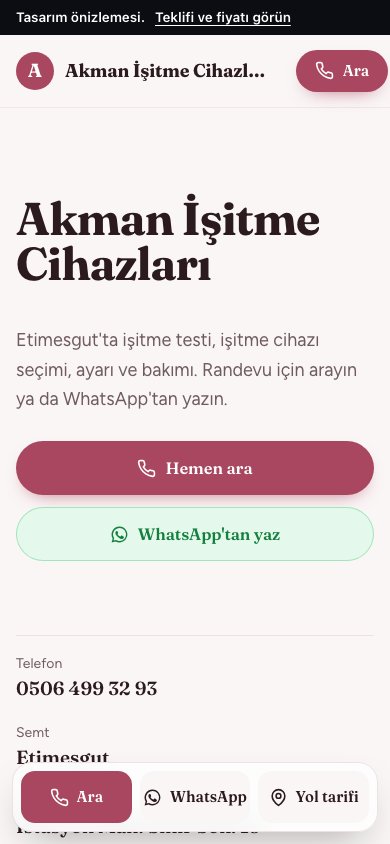 Tasarım önizlemesi. Teklifi ve fiyatı görün
A Akman İşitme Cihazl... Ara
Akman İşitme
Cihazları
Etimesgut'ta işitme testi, işitme cihazı
seçimi, ayarı ve bakımı. Randevu için arayın
ya da WhatsApp'tan yazın.
Hemen ara
WhatsApp'tan yaz
Telefon
0506 499 32 93
Semt
Etimesgut
Ara WhatsApp Yol tarifi